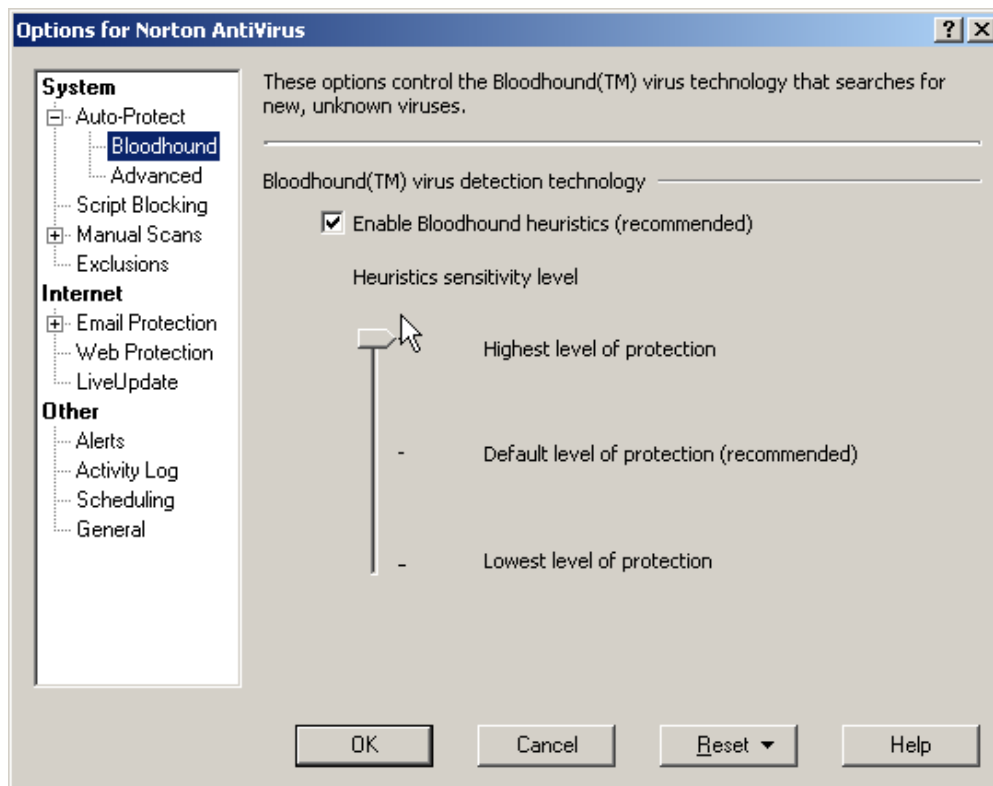 Options for Norton AntiVirus
System
Auto-Protect
Bloodhound
Advanced
Script Blocking
Manual Scans
Exclusions
Internet
Email Protection
Web Protection
LiveUpdate
Other
Alerts
Activity Log
Scheduling
General
These options control the Bloodhound(TM) virus technology that searches for
new, unknown viruses.
Bloodhound(TM) virus detection technology
Enable Bloodhound heuristics (recommended)
Heuristics sensitivity level
Highest level of protection
Default level of protection (recommended)
Lowest level of protection
OK
Cancel
Reset
Help